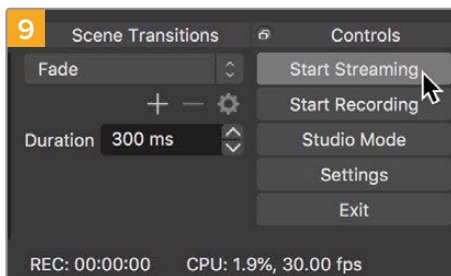 9
Scene Transitions
Controls
Fade
Start Streaming
Start Recording
Duration 300 ms
Studio Mode
Settings
Exit
REC: 00:00:00 CPU: 1.9%, 30.00 fps